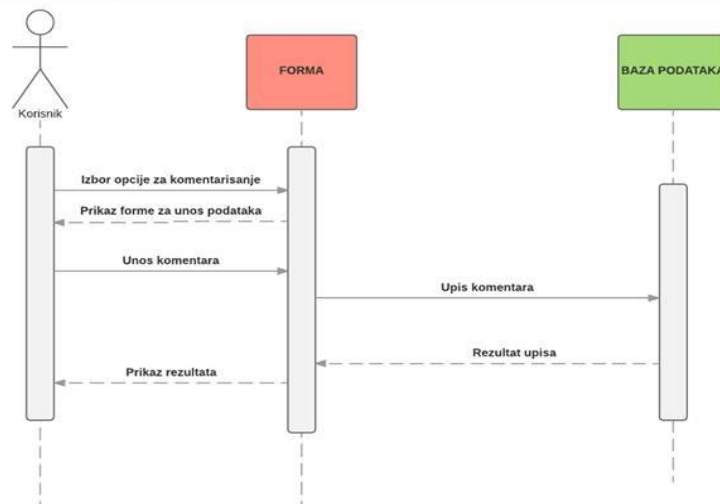 FORMA
BAZA PODATAKA
Korisnik
Izbor opcije za komentarisanje
Prikaz forme za unos podataka
Unos komentara
Upis komentara
Rezultat upisa
Prikaz rezultata